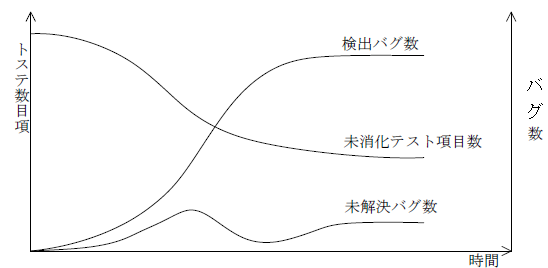 検出バグ数
トステ数目項
バグ数
未消化テスト項目数
未解決バグ数
時間